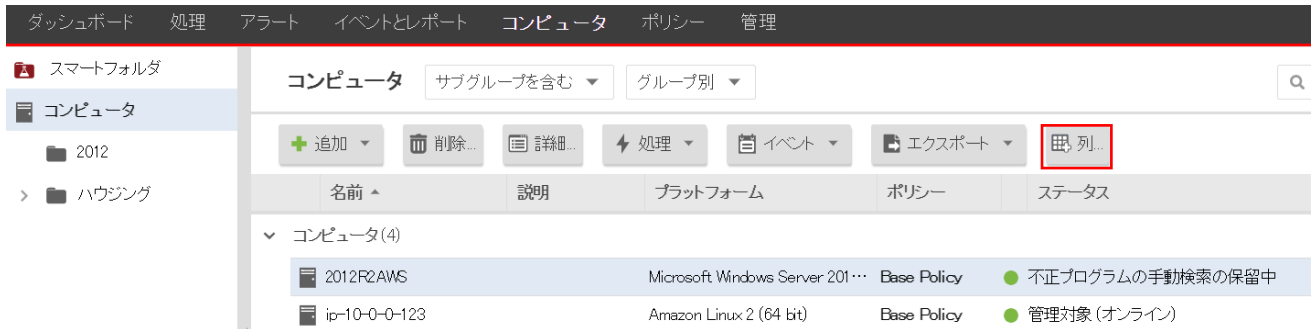 ダッシュボード 処理 アラート イベントとレポート コンピュータ ポリシー 管理
スマートフォルダ
コンピュータ
2012
ハウジング
コンピュータ サブグループを含む グループ別
追加 削除... 詳細... 処理 イベント エクスポート 列...
名前 説明 プラットフォーム ポリシー ステータス
コンピュータ(4)
2012R2AWS Microsoft Windows Server 201… Base Policy 不正プログラムの手動検索の保留中
ip-10-0-0-123 Amazon Linux 2 (64 bit) Base Policy 管理対象 (オンライン)